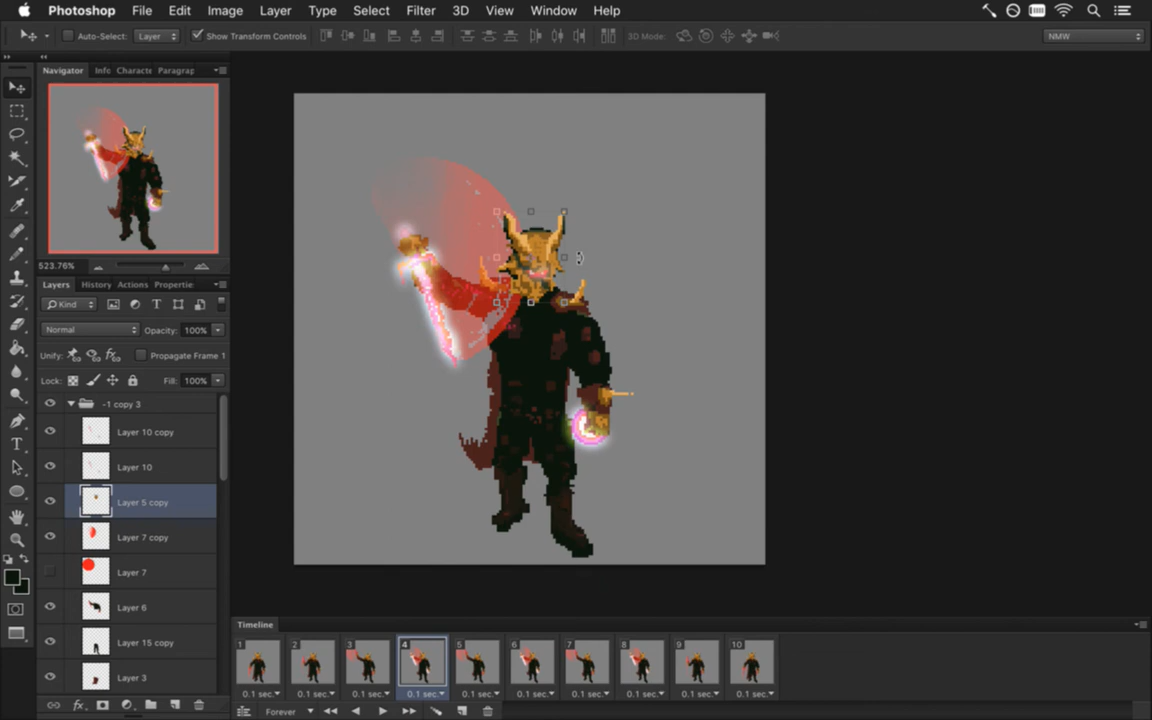 Photoshop File Edit Image Layer Type Select Filter 3D View Window Help
Auto-Select: Layer Show Transform Controls 3D Mode: NMW
Navigator Info Characte Paragrap
523.76%
Layers History Actions Propertie
Kind
Normal Opacity: 100%
Unify: Propagate Frame 1
Lock: Fill: 100%
-1 copy 3
Layer 10 copy
Layer 10
Layer 5 copy
Layer 7 copy
Layer 7
Layer 6
Layer 15 copy
Layer 3
fx
Timeline
1 2 3 4 5 6 7 8 9 10
0.1 sec. 0.1 sec. 0.1 sec. 0.1 sec. 0.1 sec. 0.1 sec. 0.1 sec. 0.1 sec. 0.1 sec. 0.1 sec.
Forever